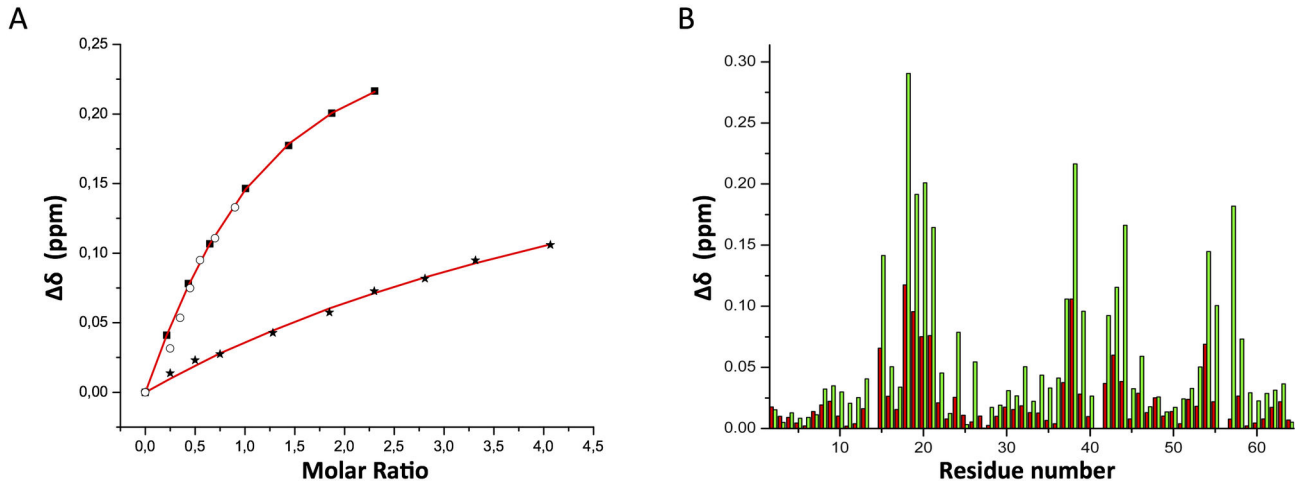 A
0,25
0,20
0,15
0,10
0,05
0,00
Δδ (ppm)
0,0 0,5 1,0 1,5 2,0 2,5 3,0 3,5 4,0 4,5
Molar Ratio
B
0.30
0.25
0.20
0.15
0.10
0.05
0.00
Δδ (ppm)
10 20 30 40 50 60
Residue number